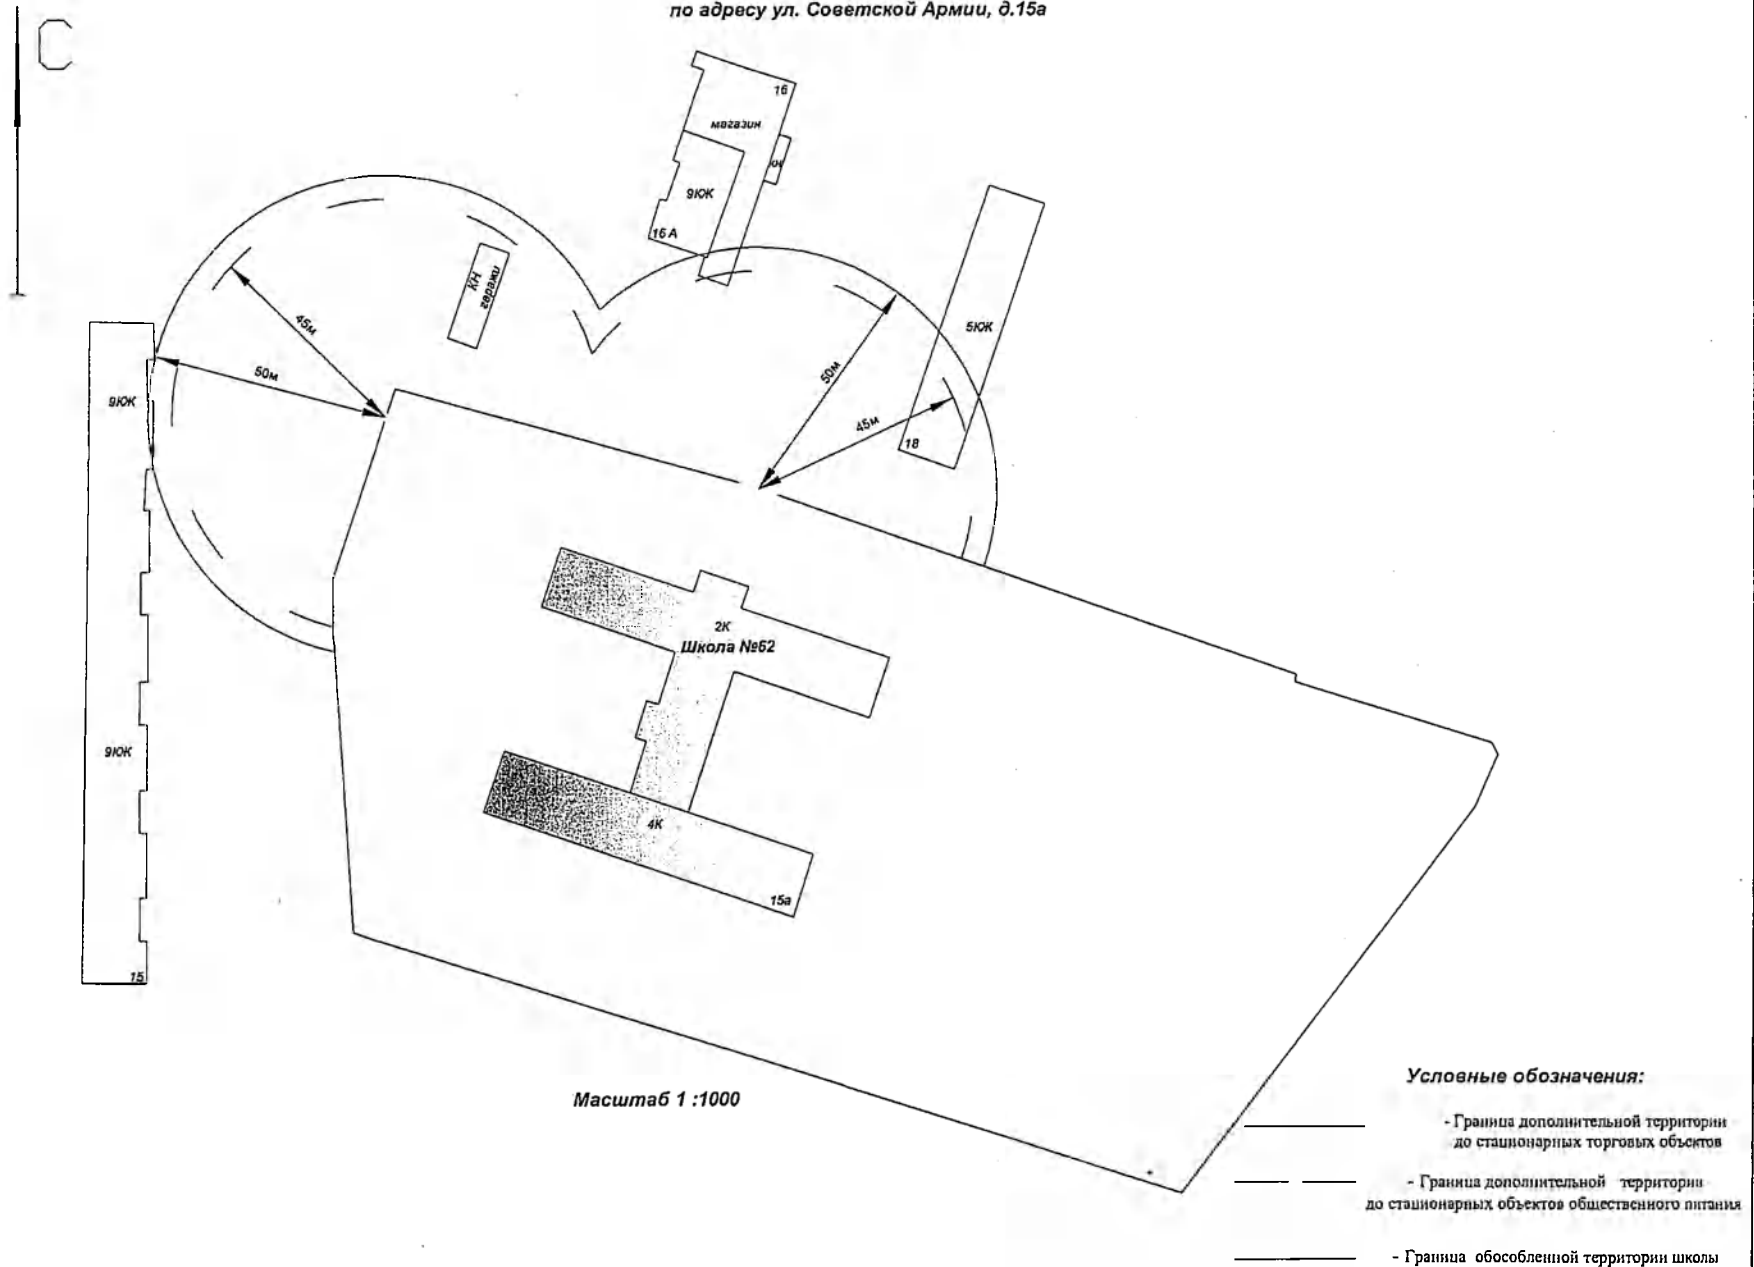 по адресу ул. Советской Армии, д.15а
С
16
магазин
КН
9КЖ
16 А
КН
гаражи
5КЖ
45м
50м
50м
9КЖ
45м
18
2К
Школа №62
9КЖ
4К
15а
15
Условные обозначения:
Масштаб 1 :1000
- Граница дополнительной территории
до стационарных торговых объектов
- Граница дополнительной территории
до стационарных объектов общественного питания
- Граница обособленной территории школы